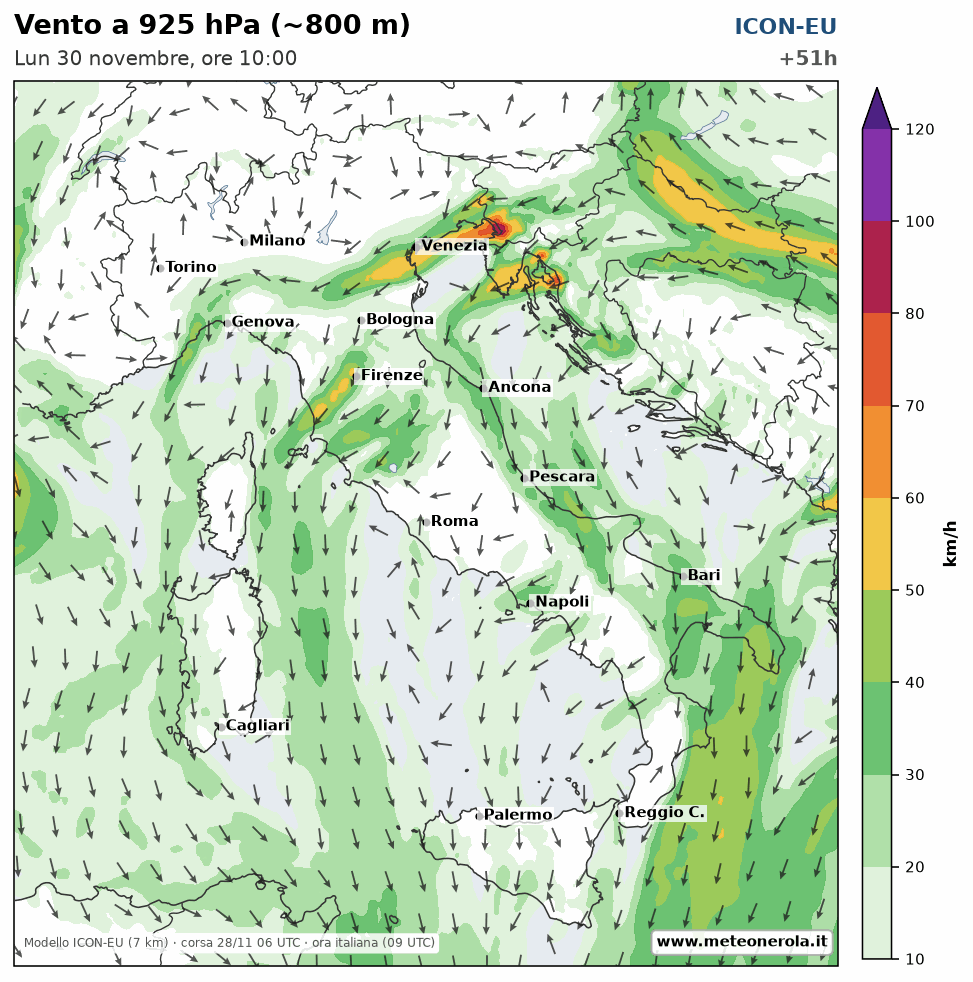 Vento a 925 hPa (~800 m)
ICON-EU
Lun 30 novembre, ore 10:00
+51h
120
100
80
70
60
50
40
30
20
10
km/h
Milano
Venezia
Torino
Genova
Bologna
Firenze
Ancona
Pescara
Roma
Bari
Napoli
Cagliari
Palermo
Reggio C.
Modello ICON-EU (7 km) · corsa 28/11 06 UTC · ora italiana (09 UTC)
www.meteonerola.it